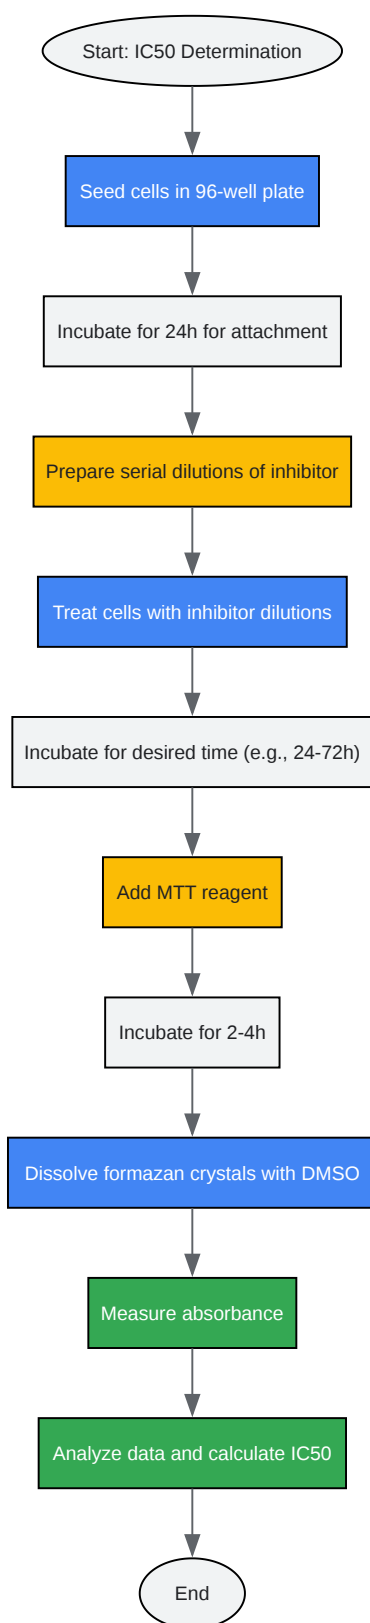 Start: IC50 Determination
Seed cells in 96-well plate
Incubate for 24h for attachment
Prepare serial dilutions of inhibitor
Treat cells with inhibitor dilutions
Incubate for desired time (e.g., 24-72h)
Add MTT reagent
Incubate for 2-4h
Dissolve formazan crystals with DMSO
Measure absorbance
Analyze data and calculate IC50
End